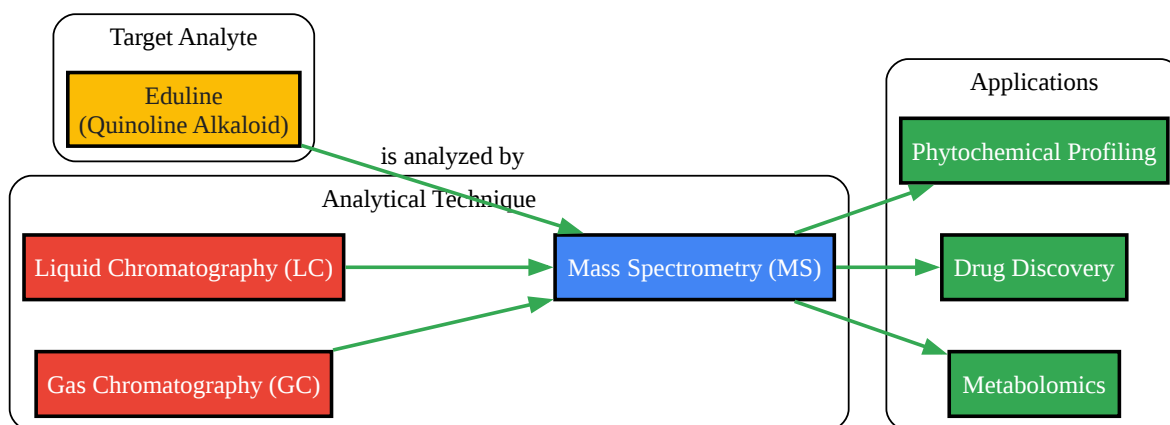 Target Analyte
Eduline
(Quinoline Alkaloid)
is analyzed by
Analytical Technique
Liquid Chromatography (LC)
Gas Chromatography (GC)
Mass Spectrometry (MS)
Applications
Phytochemical Profiling
Drug Discovery
Metabolomics